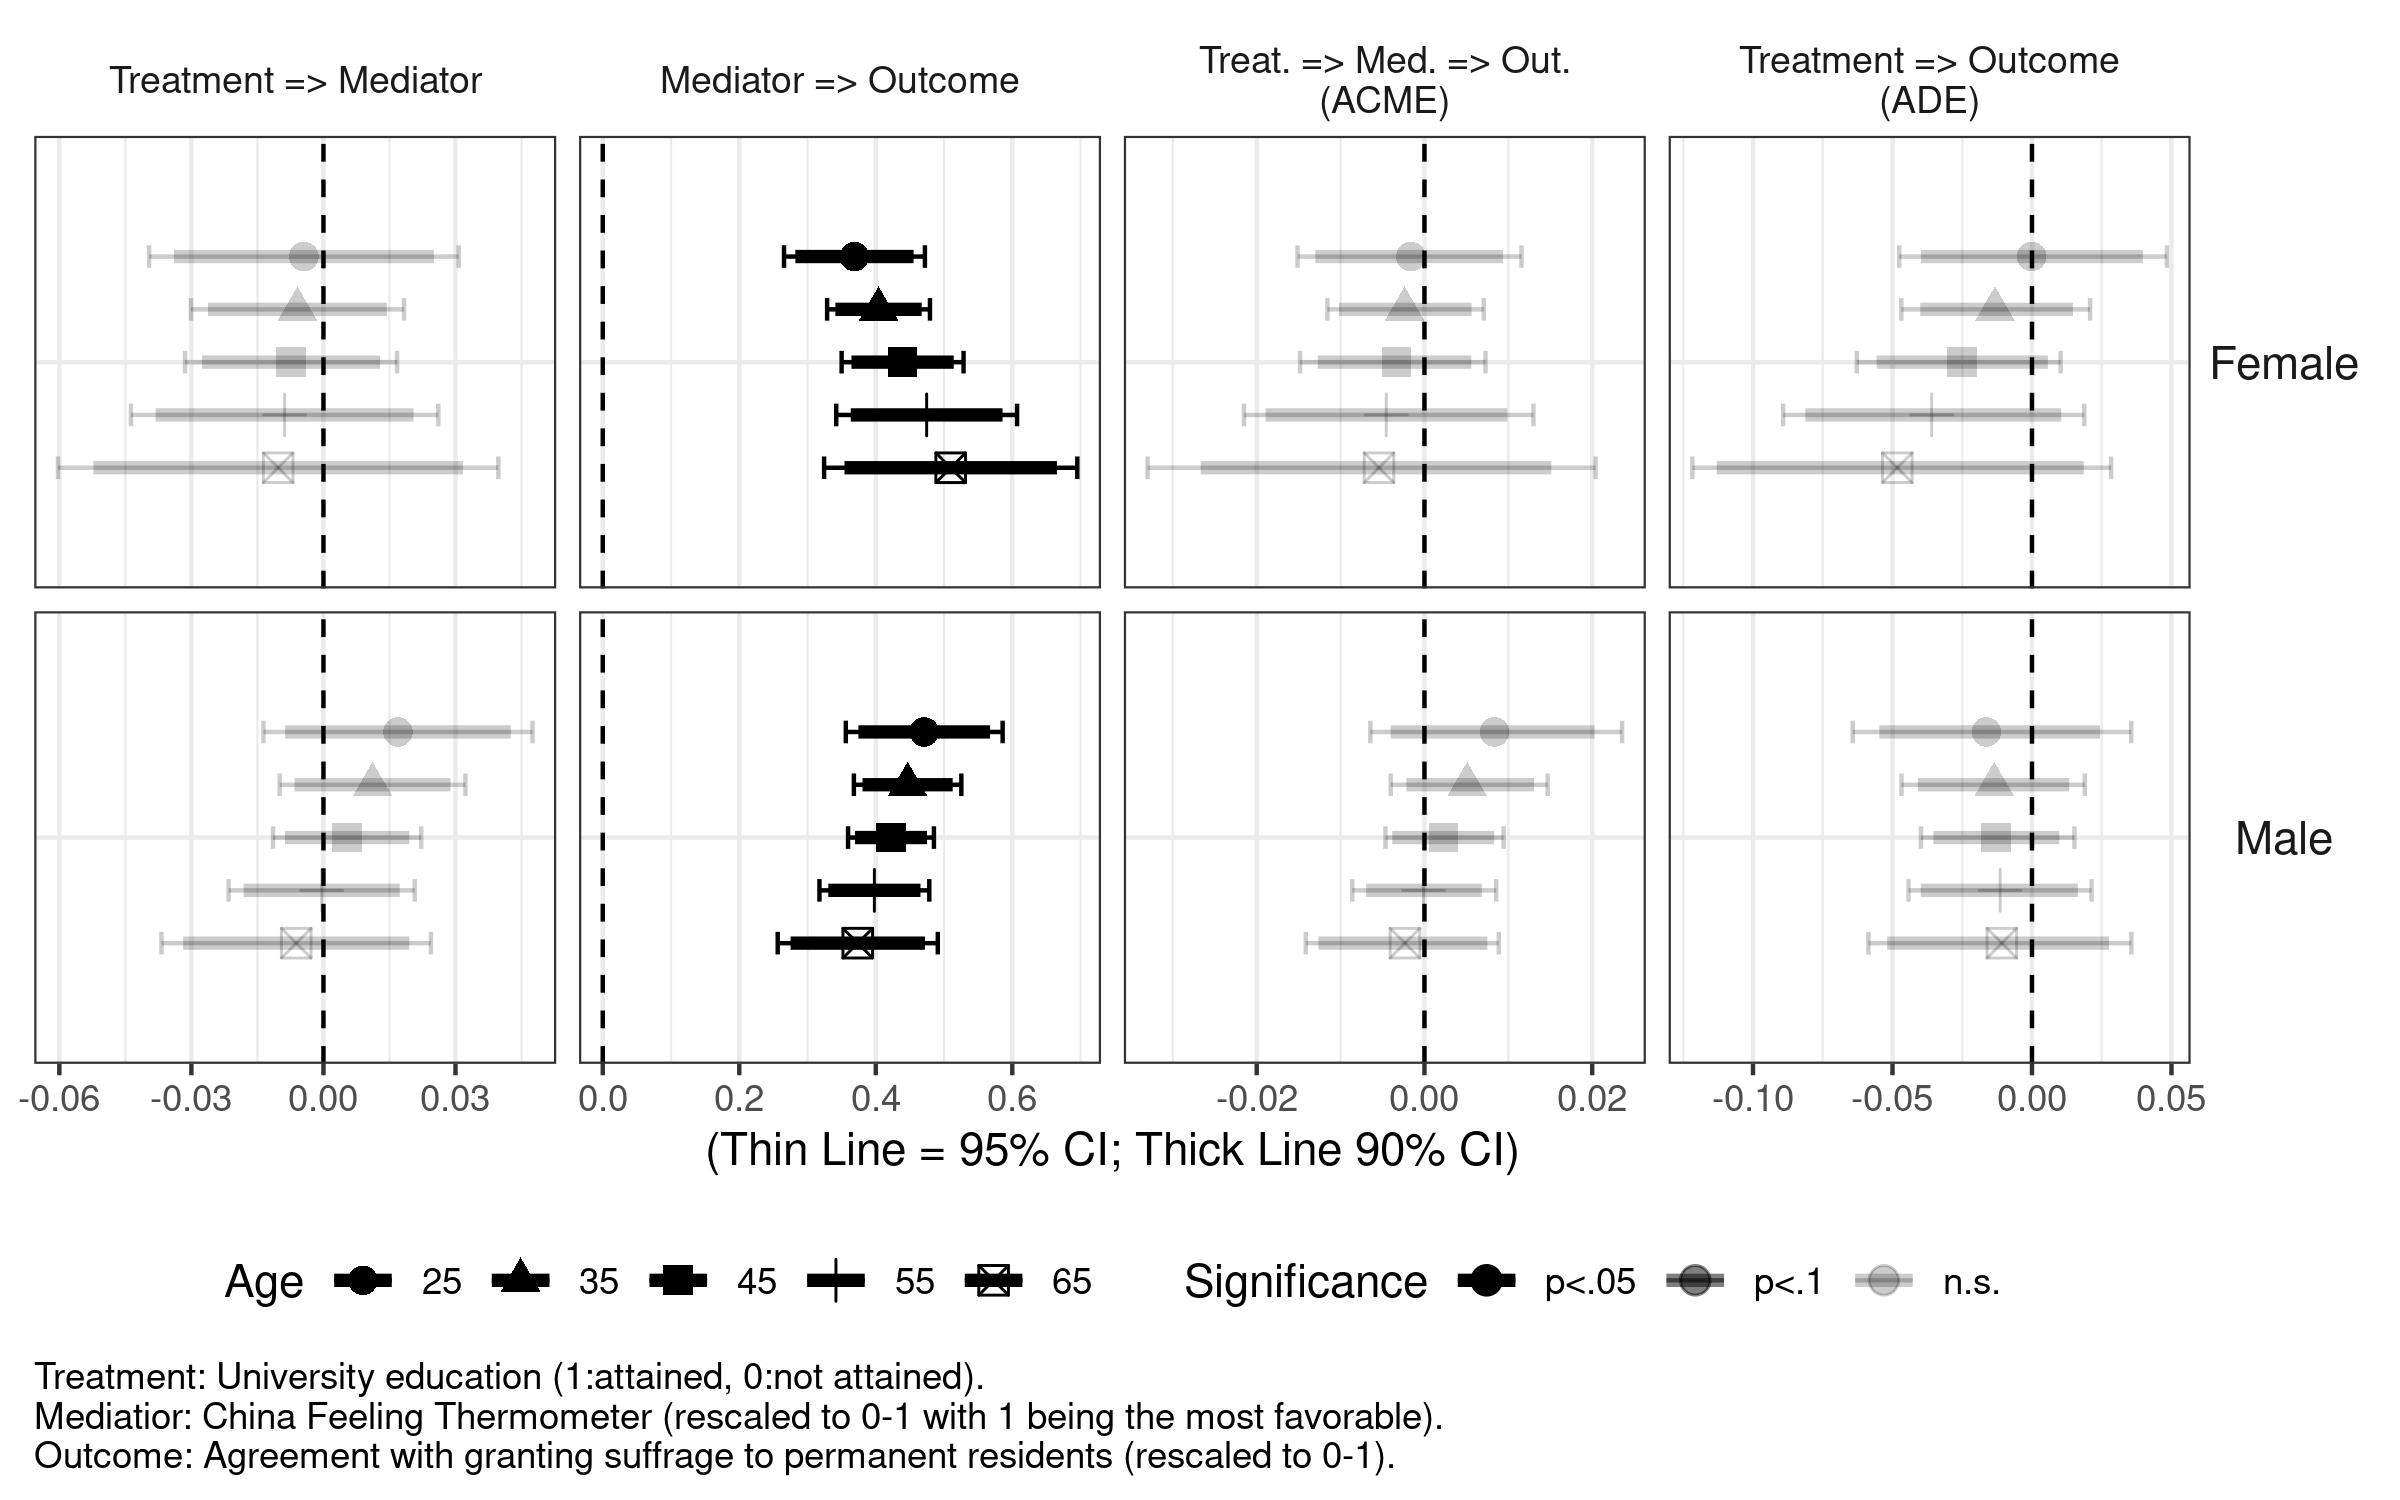 Treatment => Mediator
Mediator => Outcome
Treat. => Med. => Out.
(ACME)
Treatment => Outcome
(ADE)
Female
Male
-0.06 -0.03 0.00 0.03
0.0 0.2 0.4 0.6
-0.02 0.00 0.02
-0.10 -0.05 0.00 0.05
(Thin Line = 95% CI; Thick Line 90% CI)
Age 25 35 45 55 65
Significance p<.05 p<.1 n.s.
Treatment: University education (1:attained, 0:not attained).
Mediatior: China Feeling Thermometer (rescaled to 0-1 with 1 being the most favorable).
Outcome: Agreement with granting suffrage to permanent residents (rescaled to 0-1).